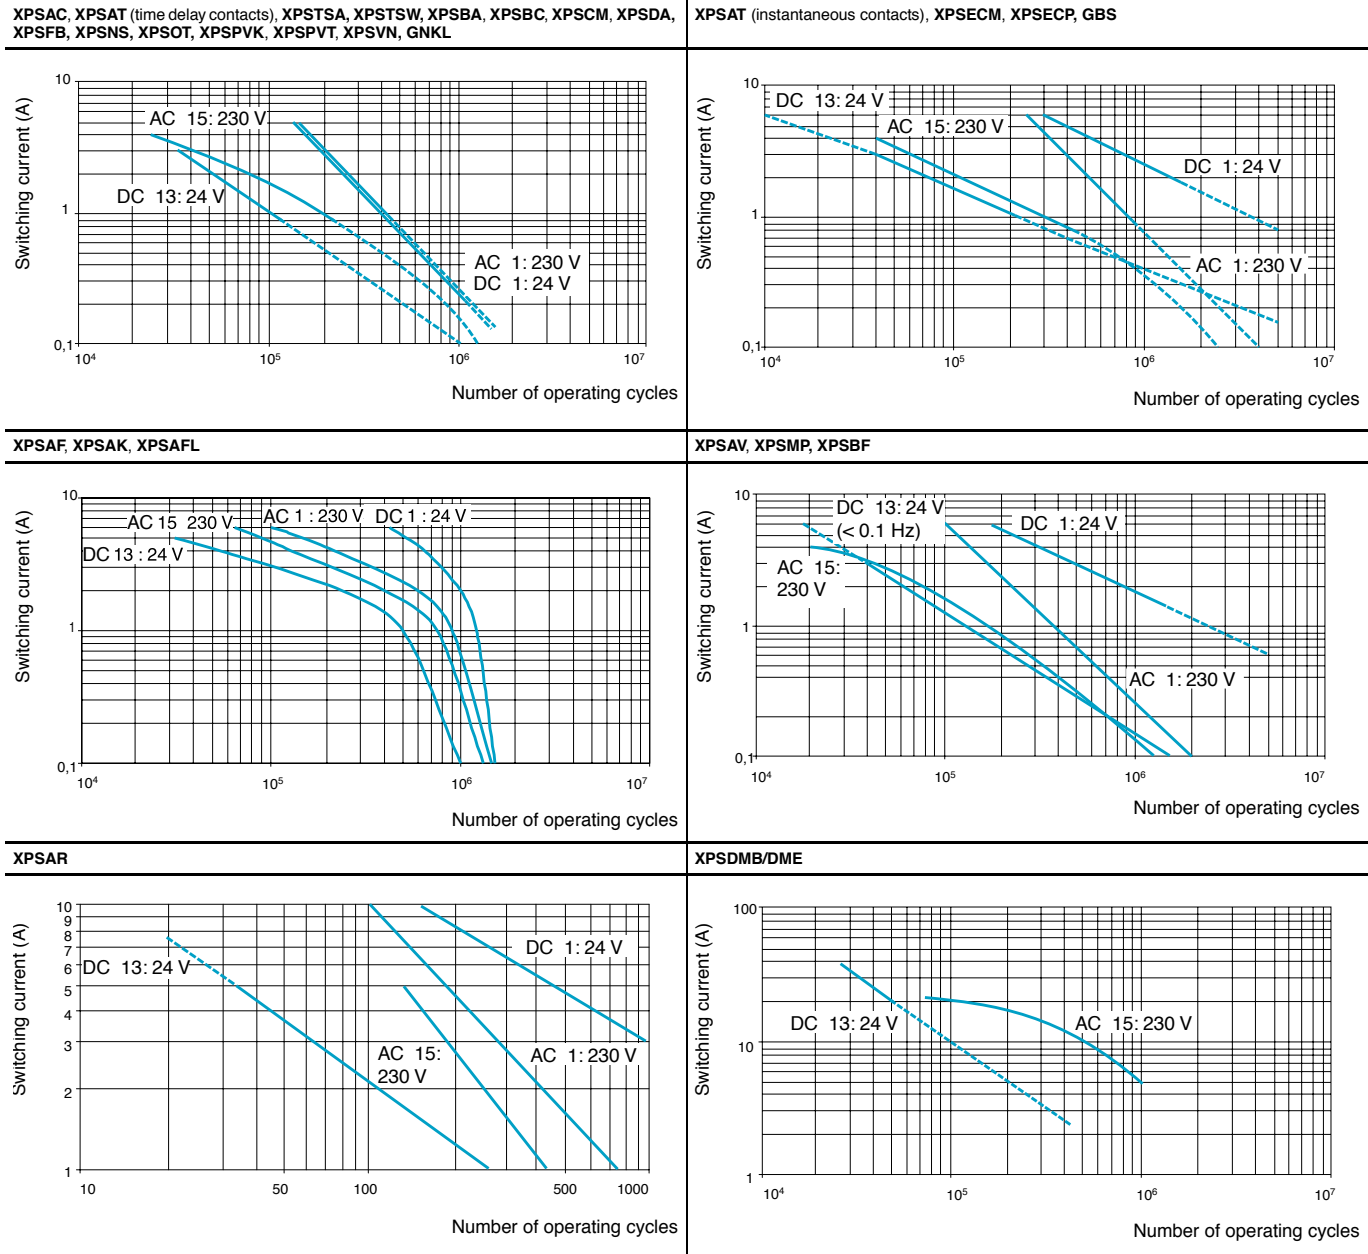 XPSAC, XPSAT (time delay contacts), XPSTSA, XPSTSW, XPSBA, XPSBC, XPSCM, XPSDA,
XPSFB, XPSNS, XPSOT, XPSPVK, XPSPVT, XPSVN, GNKL
Switching current (A)
10
1
0,1
AC 15: 230 V
DC 13: 24 V
AC 1: 230 V
DC 1: 24 V
10⁴
10⁵
10⁶
10⁷
Number of operating cycles
XPSAT (instantaneous contacts), XPSECM, XPSECP, GBS
Switching current (A)
10
1
0,1
DC 13: 24 V
AC 15: 230 V
DC 1: 24 V
AC 1: 230 V
10⁴
10⁵
10⁶
10⁷
Number of operating cycles
XPSAF, XPSAK, XPSAFL
Switching current (A)
10
1
0,1
AC 15 230 V
AC 1 : 230 V
DC 1 : 24 V
DC 13 : 24 V
10⁴
10⁵
10⁶
10⁷
Number of operating cycles
XPSAV, XPSMP, XPSBF
Switching current (A)
10
1
0,1
DC 13: 24 V
(< 0.1 Hz)
DC 1: 24 V
AC 15:
230 V
AC 1: 230 V
10⁴
10⁵
10⁶
10⁷
Number of operating cycles
XPSAR
Switching current (A)
10
9
8
7
6
5
4
3
2
1
DC 1: 24 V
DC 13: 24 V
AC 15:
230 V
AC 1: 230 V
10
50
100
500
1000
Number of operating cycles
XPSDMB/DME
Switching current (A)
100
10
1
DC 13: 24 V
AC 15: 230 V
10⁴
10⁵
10⁶
10⁷
Number of operating cycles